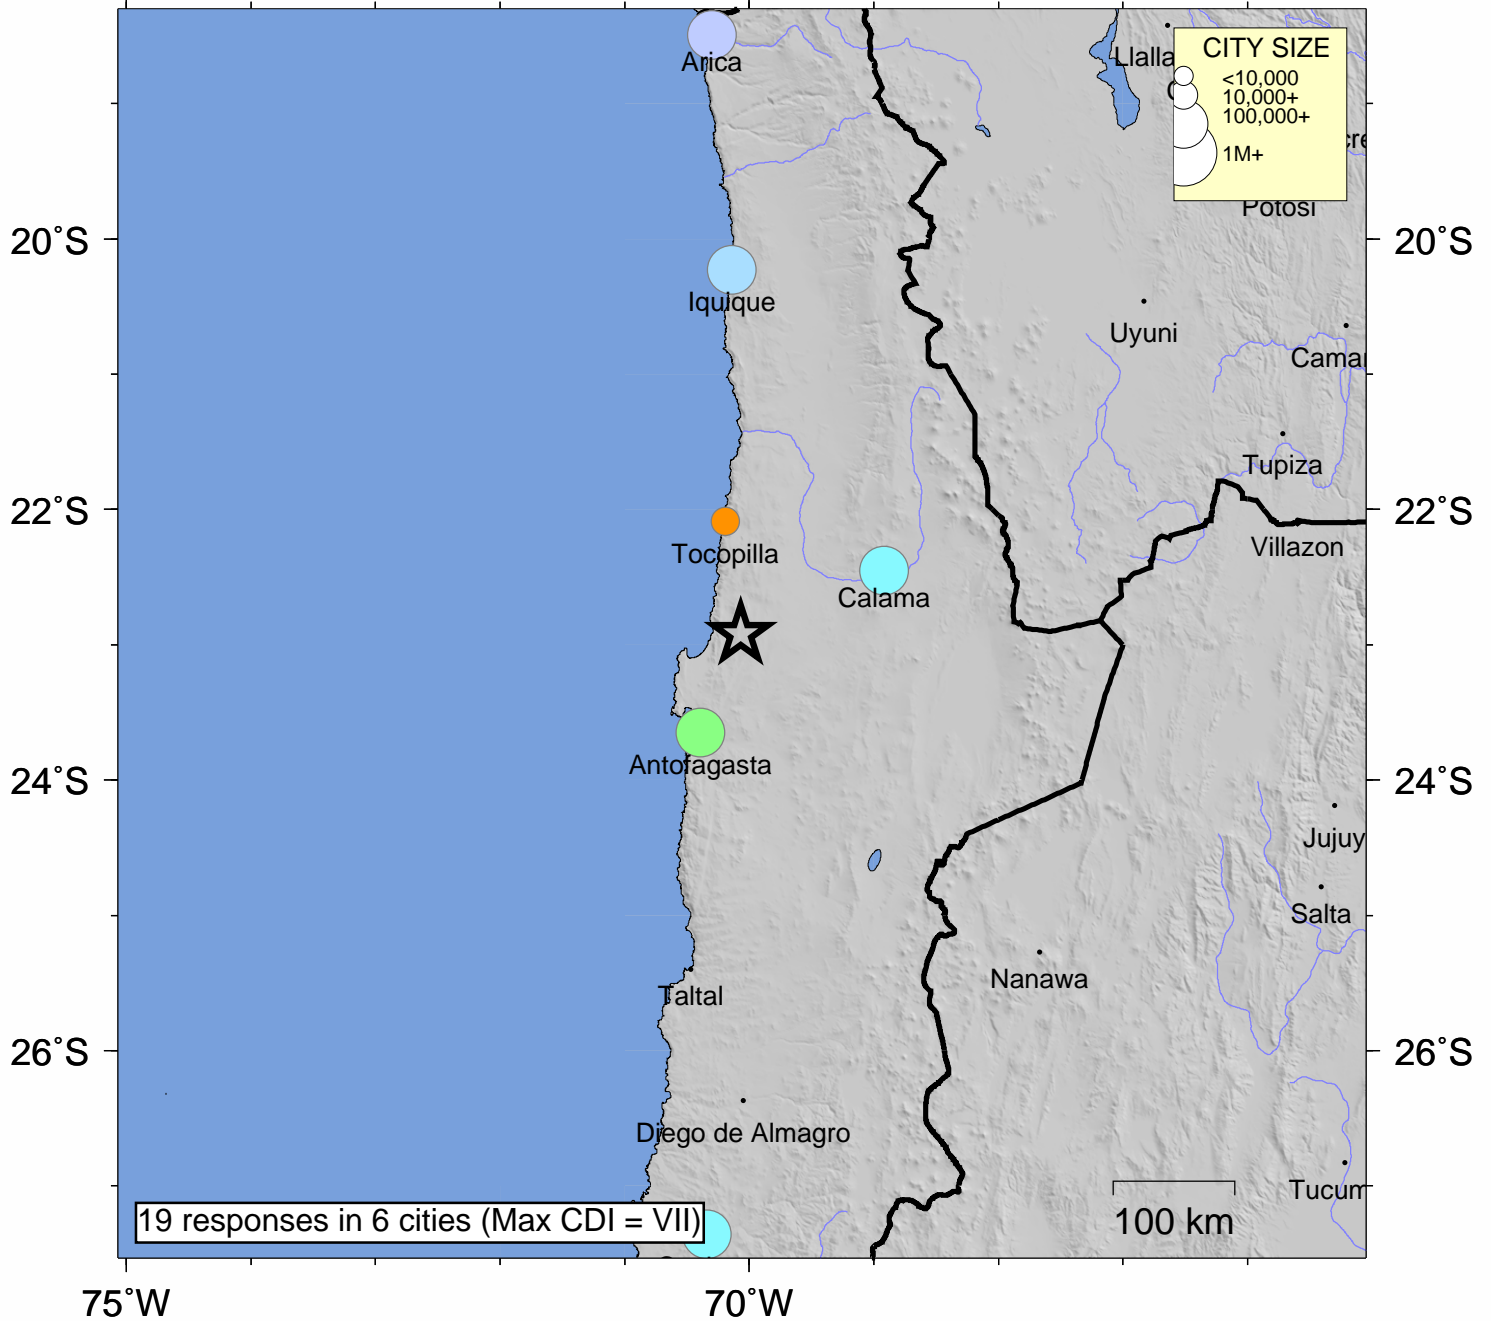 Arica
Llalla
CITY SIZE
<10,000
10,000+
100,000+
1M+
Potosi
20°S
20°S
Iquique
Uyuni
Camar
Tupiza
22°S
22°S
Tocopilla
Villazon
Calama
Antofagasta
24°S
24°S
Jujuy
Salta
Nanawa
Taltal
26°S
26°S
Diego de Almagro
Tucum
19 responses in 6 cities (Max CDI = VII)
100 km
75°W
70°W